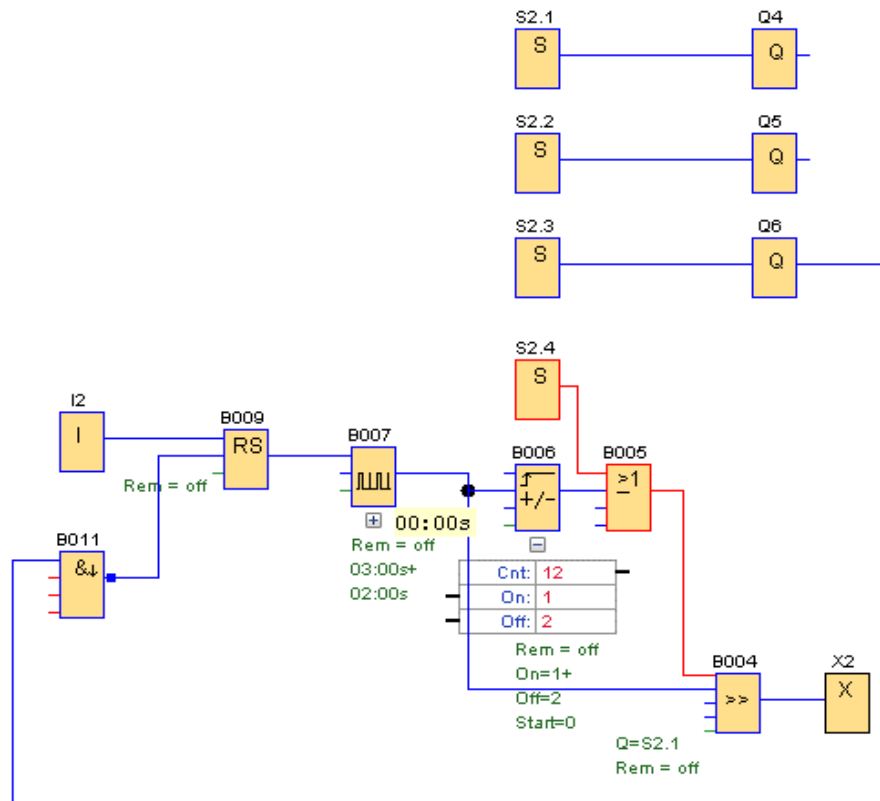 S2.1
Q4
S
Q
S2.2
Q5
S
Q
S2.3
Q6
S
Q
S2.4
S
I2
I
B009
RS
Rem = off
B007
00:00s
Rem = off
03:00s+
02:00s
B006
+/-
B005
>1
B011
&↓
Cnt: 12
On: 1
Off: 2
Rem = off
On=1+
Off=2
Start=0
B004
>>
Q=S2.1
Rem = off
X2
X